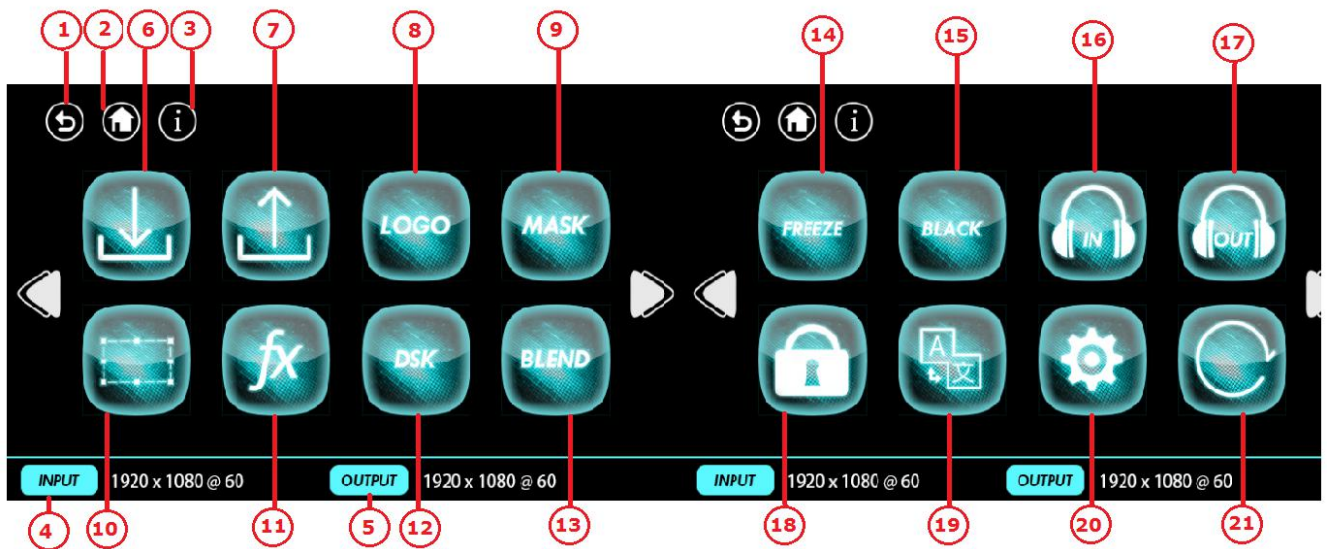 1 2 6 3 7 8 9 14 15 16 17
i i
LOGO MASK FREEZE BLACK IN OUT
fx DSK BLEND A 文
INPUT 1920 x 1080 @ 60 OUTPUT 1920 x 1080 @ 60 INPUT 1920 x 1080 @ 60 OUTPUT 1920 x 1080 @ 60
4 10 11 5 12 13 18 19 20 21